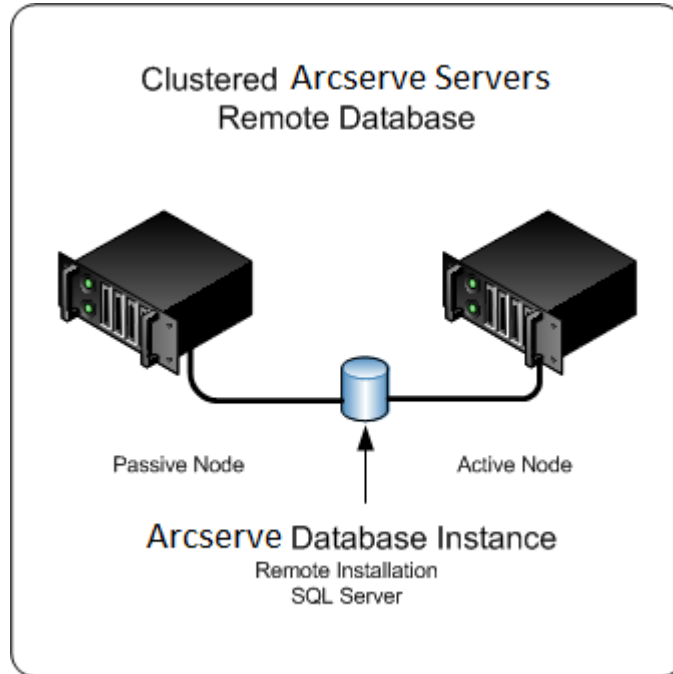 Clustered Arcserve Servers
Remote Database
Passive Node
Active Node
Arcserve Database Instance
Remote Installation
SQL Server